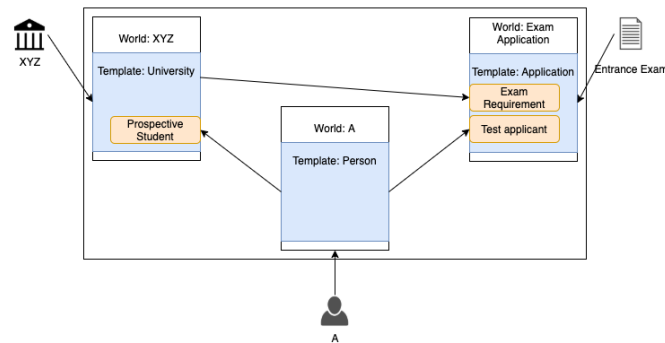 XYZ
World: XYZ
Template: University
Prospective
Student
World: A
Template: Person
World: Exam
Application
Template: Application
Exam
Requirement
Test applicant
Entrance Exam
A